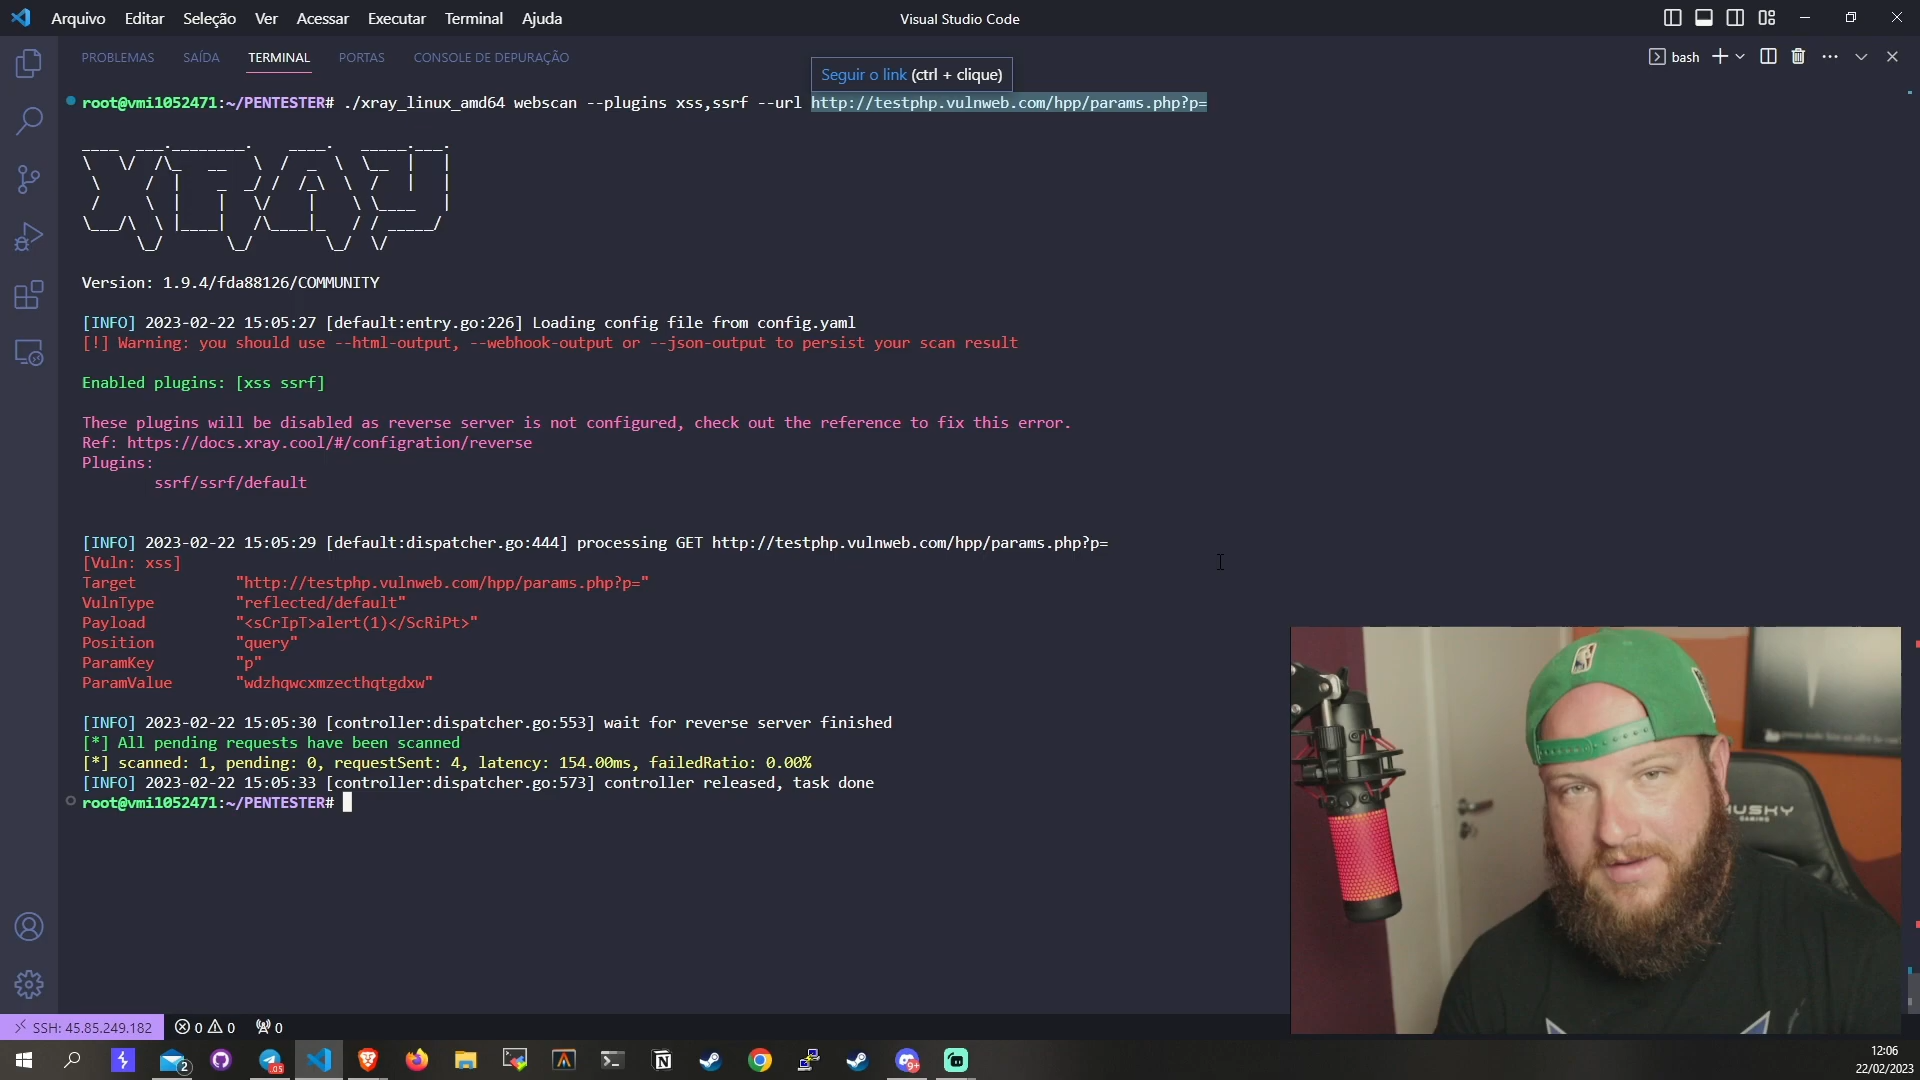 Arquivo Editar Seleção Ver Acessar Executar Terminal Ajuda
Visual Studio Code
PROBLEMAS SAÍDA TERMINAL PORTAS CONSOLE DE DEPURAÇÃO
bash
Seguir o link (ctrl + clique)
root@vmi1052471:~/PENTESTER# ./xray_linux_amd64 webscan --plugins xss,ssrf --url http://testphp.vulnweb.com/hpp/params.php?p=
XRAY
Version: 1.9.4/fda88126/COMMUNITY
[INFO] 2023-02-22 15:05:27 [default:entry.go:226] Loading config file from config.yaml
[!] Warning: you should use --html-output, --webhook-output or --json-output to persist your scan result
Enabled plugins: [xss ssrf]
These plugins will be disabled as reverse server is not configured, check out the reference to fix this error.
Ref: https://docs.xray.cool/#/configration/reverse
Plugins:
ssrf/ssrf/default
[INFO] 2023-02-22 15:05:29 [default:dispatcher.go:444] processing GET http://testphp.vulnweb.com/hpp/params.php?p=
[Vuln: xss]
Target "http://testphp.vulnweb.com/hpp/params.php?p="
VulnType "reflected/default"
Payload "<sCrIpT>alert(1)</ScRiPt>"
Position "query"
ParamKey "p"
ParamValue "wdzhqwcxmzecthqtgdxw"
[INFO] 2023-02-22 15:05:30 [controller:dispatcher.go:553] wait for reverse server finished
[*] All pending requests have been scanned
[*] scanned: 1, pending: 0, requestSent: 4, latency: 154.00ms, failedRatio: 0.00%
[INFO] 2023-02-22 15:05:33 [controller:dispatcher.go:573] controller released, task done
root@vmi1052471:~/PENTESTER#
HUSKY
GAMING
SSH: 45.85.249.182 0 0 0
2
9+
12:06
22/02/2023